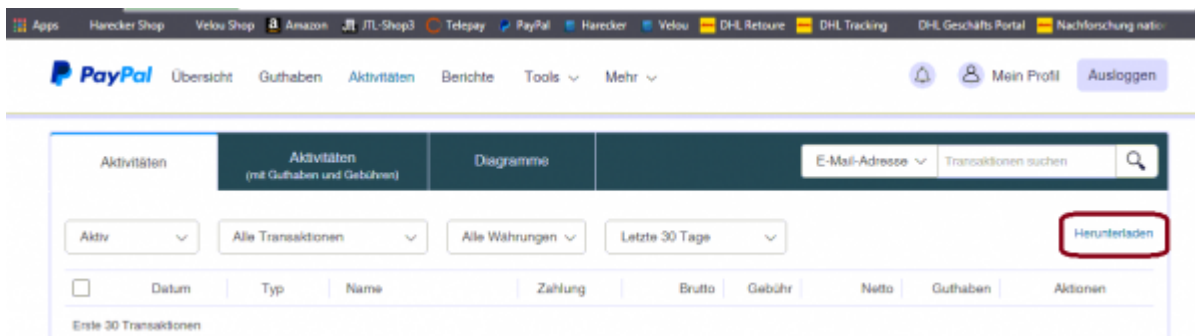 Apps Harecker Shop Velou Shop Amazon JTL-Shop3 Telepay PayPal Harecker Velou DHL Retoure DHL Tracking DHL Geschäfts Portal Nachforschung natio
PayPal Übersicht Guthaben Aktivitäten Berichte Tools Mehr Mein Profil Ausloggen
Aktivitäten Aktivitäten Diagramme E-Mail-Adresse Transaktionen suchen
(mit Guthaben und Gebühren)
Aktiv Alle Transaktionen Alle Währungen Letzte 30 Tage Herunterladen
Datum Typ Name Zahlung Brutto Gebühr Netto Guthaben Aktionen
Erste 30 Transaktionen